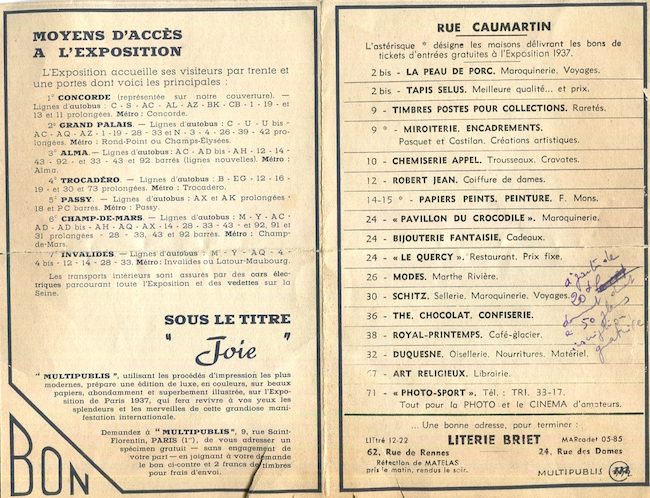 MOYENS D'ACCÈS
A L'EXPOSITION
L'Exposition accueille ses visiteurs par trente et
une portes dont voici les principales :
1° CONCORDE (représentée sur notre couverture). —
Lignes d'autobus : C - S - AC - AL - AZ - BK - CB - 1 - 19 - et
13 et 11 prolongées. Métro : Concorde.
2° GRAND PALAIS. — Lignes d'autobus : C - U - U bis -
AC - AQ - AZ - 1 - 19 - 28 - 33 et N - 3 - 4 - 26 - 39 - 42 pro-
longées. Métro : Rond-Point ou Champs-Elysées.
3° ALMA. — Lignes d'autobus : AC - AD bis - AH - 12 - 14 -
43 - 92 - et 33 - 43 et 92 barrés (lignes nouvelles). Métro :
Alma.
4° TROCADÉRO. — Lignes d'autobus : B - EG - 12 - 16 -
19 - et 30 et 73 prolongées. Métro : Trocadéro.
5° PASSY. — Lignes d'autobus : AX et AK prolongés -
18 et PC barrés. Métro : Passy.
6° CHAMP-DE-MARS. — Lignes d'autobus : M - Y - AC -
AD - AD bis - AH - AQ - AX - 14 - 28 - 33 - 43 - et 92, 91 et
31 prolongées - 28 - 33, 43 et 92 barrés. Métro : Champ-
de-Mars.
7° INVALIDES. — Lignes d'autobus : M - Y - AQ - 4 -
4 bis - 12 - 14 - 28 - 33. Métro : Invalides ou Latour-Maubourg.
Les transports intérieurs sont assurés par des cars élec-
triques parcourant toute l'Exposition et des vedettes sur la
Seine.
SOUS LE TITRE
" Joie "
" MULTIPUBLIS ", utilisant les procédés d'impression les plus
modernes, prépare une édition de luxe, en couleurs, sur beaux
papiers, abondamment et superbement illustrée, sur l'Expo-
sition de Paris 1937, qui fera revivre à vos yeux les
splendeurs et les merveilles de cette grandiose mani-
festation internationale.
Demandez à " MULTIPUBLIS ", 9, rue Saint-
Florentin, PARIS (1er), de vous adresser un
spécimen gratuit — sans engagement de
votre part — en joignant à votre demande
le bon ci-contre et 2 francs de timbres
pour frais d'envoi.
BON
RUE CAUMARTIN
L'astérisque * désigne les maisons délivrant les bons de
tickets d'entrées gratuites à l'Exposition 1937.
2 bis - LA PEAU DE PORC. Maroquinerie. Voyages.
2 bis - TAPIS SELUS. Meilleure qualité... et prix.
9 - TIMBRES POSTES POUR COLLECTIONS. Raretés.
9 * - MIROITERIE, ENCADREMENTS.
Pasquet et Castilan. Créations artistiques.
10 - CHEMISERIE APPEL. Trousseaux. Cravates.
12 - ROBERT JEAN. Coiffure de dames.
14-15 * - PAPIERS PEINTS, PEINTURE. F. Mons.
24 - « PAVILLON DU CROCODILE ». Maroquinerie.
24 - BIJOUTERIE FANTAISIE, Cadeaux.
24 - « LE QUERCY ». Restaurant. Prix fixe.
26 - MODES. Marthe Rivière.
30 - SCHITZ. Sellerie. Maroquinerie. Voyages.
36 - THE, CHOCOLAT, CONFISERIE.
38 - ROYAL-PRINTEMPS. Café-glacier.
32 - DUQUESNE. Oisellerie. Nourritures. Matériel.
ART RELIGIEUX. Librairie.
71 - « PHOTO-SPORT ». Tél. : TRI. 33-17.
Tout pour la PHOTO et le CINEMA d'amateurs.
à partir de
20
à 50
gratuite
... Une bonne adresse, pour terminer :
LITtré 12-22 LITERIE BRIET MARcadet 05-85
62, Rue de Rennes 24, Rue des Dames
Réfection de MATELAS
prix le matin, rendus le soir.
MULTIPUBLIS